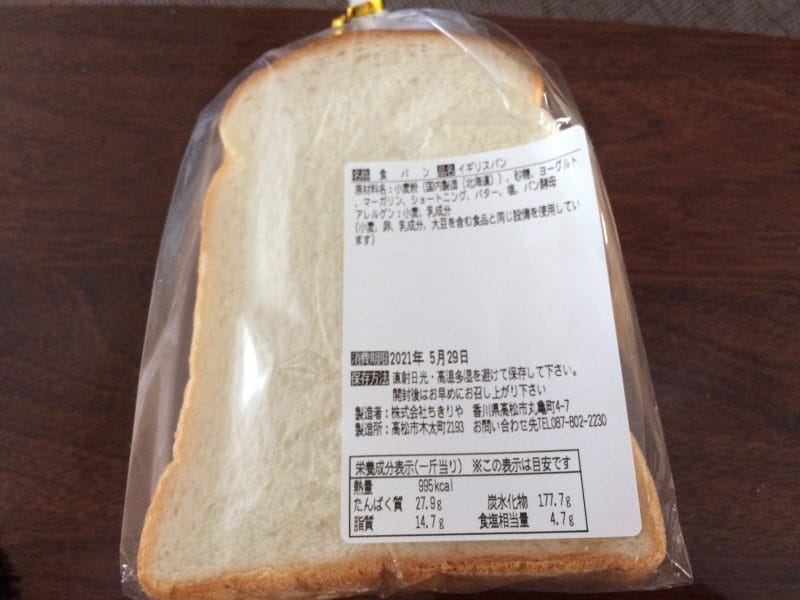 名称 食 パン 品名 イギリスパン
原材料名:小麦粉(国内製造(北海道))、砂糖、ヨーグルト
、マーガリン、ショートニング、バター、塩、パン酵母
アレルゲン:小麦、乳成分
(小麦、卵、乳成分、大豆を含む食品と同じ設備を使用してい
ます)
消費期限 2021年 5月29日
保存方法 直射日光・高温多湿を避けて保存して下さい。
開封後はお早めにお召し上がり下さい
製造者:株式会社ちきりや 香川県高松市丸亀町4-7
製造所:高松市木太町2193 お問い合わせ先TEL087-802-2230
栄養成分表示(一斤当り) ※この表示は目安です
熱量 995kcal
たんぱく質 27.9g 炭水化物 177.7g
脂質 14.7g 食塩相当量 4.7g